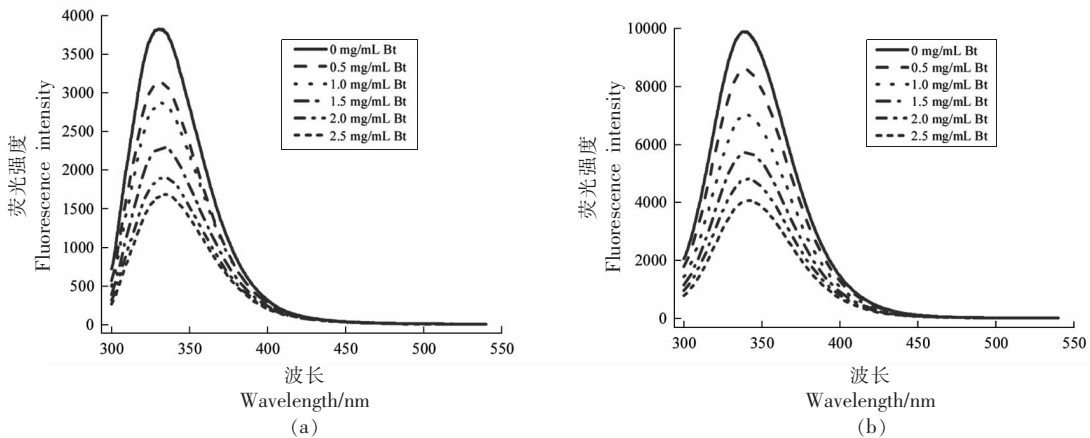 4000
3500
3000
2500
2000
1500
1000
500
0
荧光强度
Fluorescence intensity
0 mg/mL Bt
0.5 mg/mL Bt
1.0 mg/mL Bt
1.5 mg/mL Bt
2.0 mg/mL Bt
2.5 mg/mL Bt
300 350 400 450 500 550
波长
Wavelength/nm
(a)
10000
8000
6000
4000
2000
0
荧光强度
Fluorescence intensity
0 mg/mL Bt
0.5 mg/mL Bt
1.0 mg/mL Bt
1.5 mg/mL Bt
2.0 mg/mL Bt
2.5 mg/mL Bt
300 350 400 450 500 550
波长
Wavelength/nm
(b)